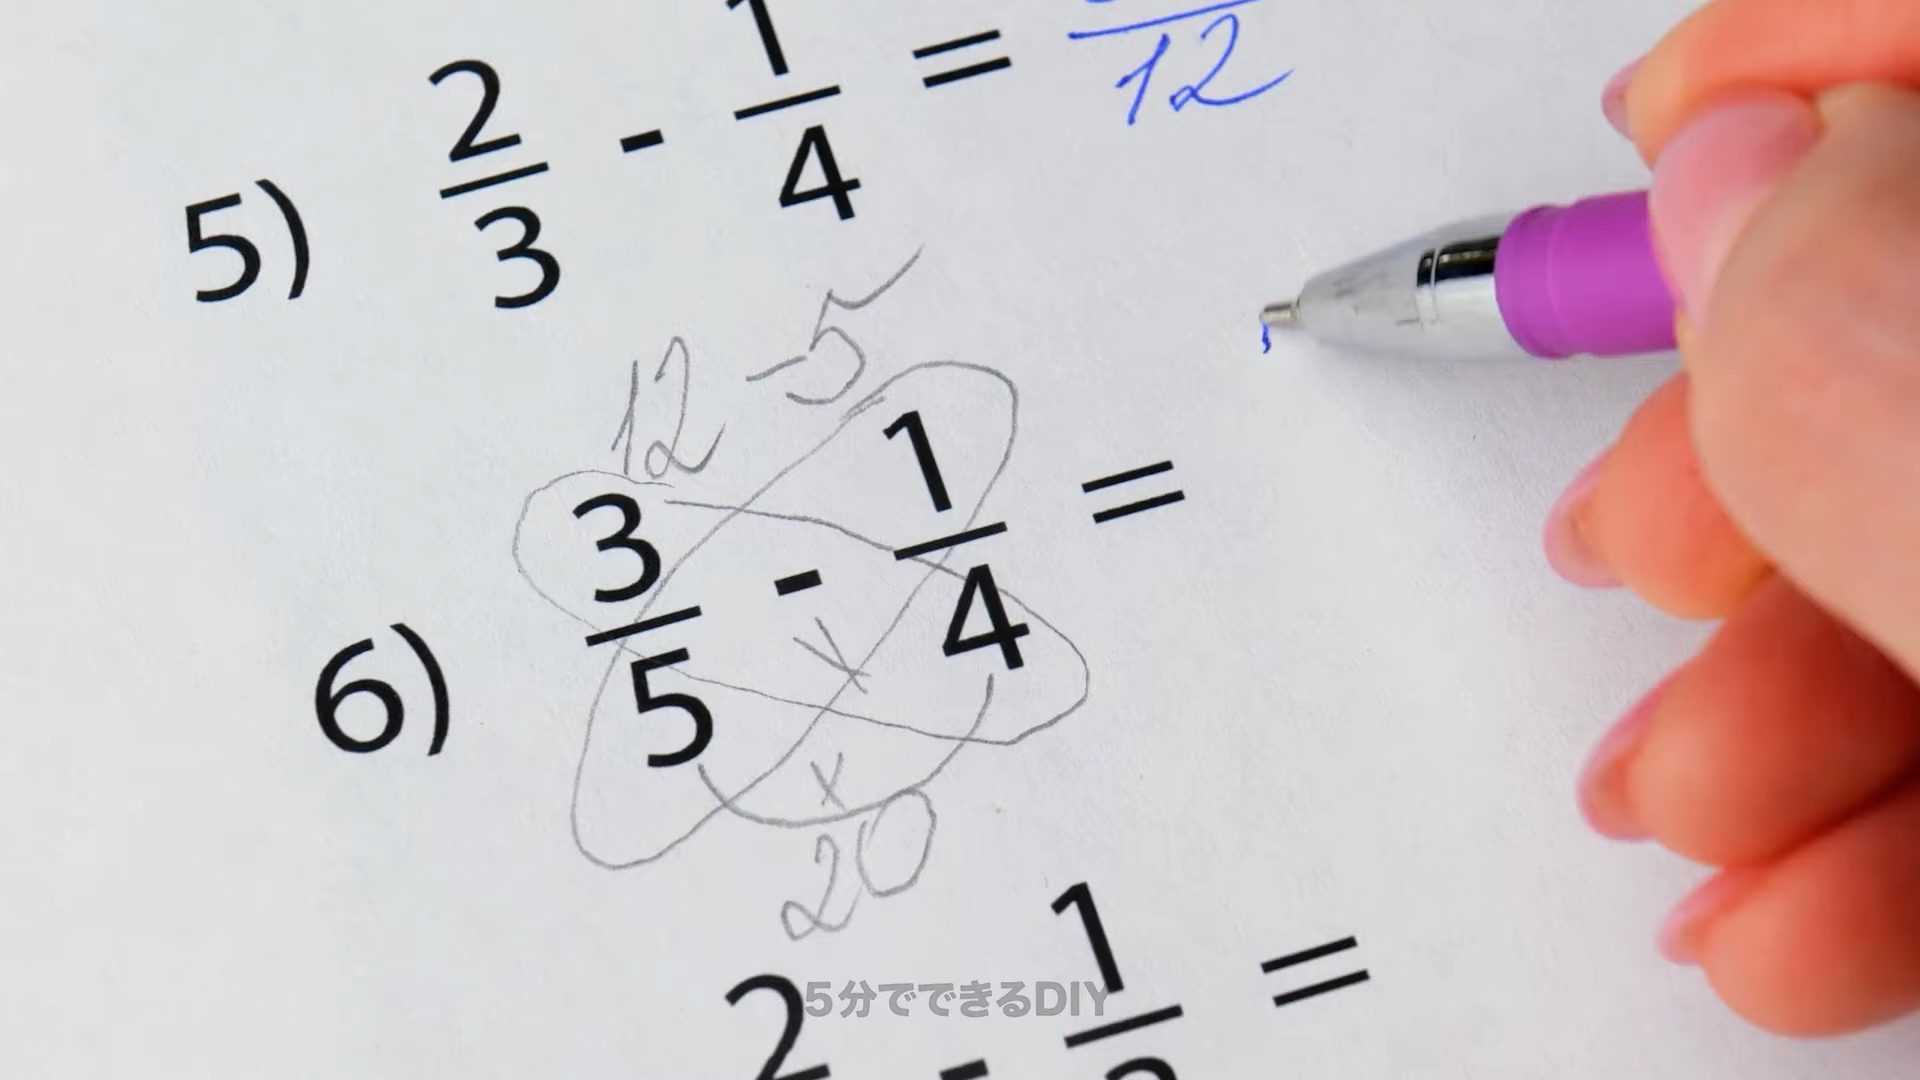 5) 2/3 - 1/4 = /12
12 -5
6) 3/5 - 1/4 =
x
x
20
2 - 1 =
5分でできるDIY